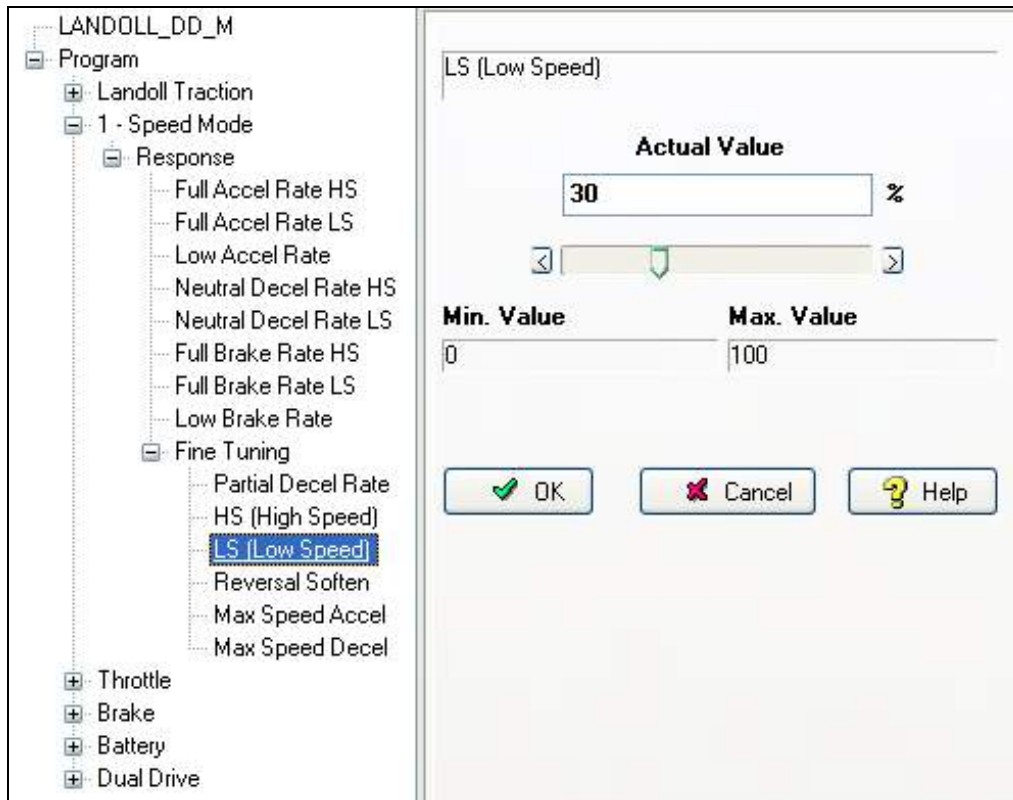 LANDOLL_DD_M
Program
Landoll Traction
1 - Speed Mode
Response
Full Accel Rate HS
Full Accel Rate LS
Low Accel Rate
Neutral Decel Rate HS
Neutral Decel Rate LS
Full Brake Rate HS
Full Brake Rate LS
Low Brake Rate
Fine Tuning
Partial Decel Rate
HS (High Speed)
LS (Low Speed)
Reversal Soften
Max Speed Accel
Max Speed Decel
Throttle
Brake
Battery
Dual Drive
LS (Low Speed)
Actual Value
30 %
Min. Value Max. Value
0 100
OK Cancel Help